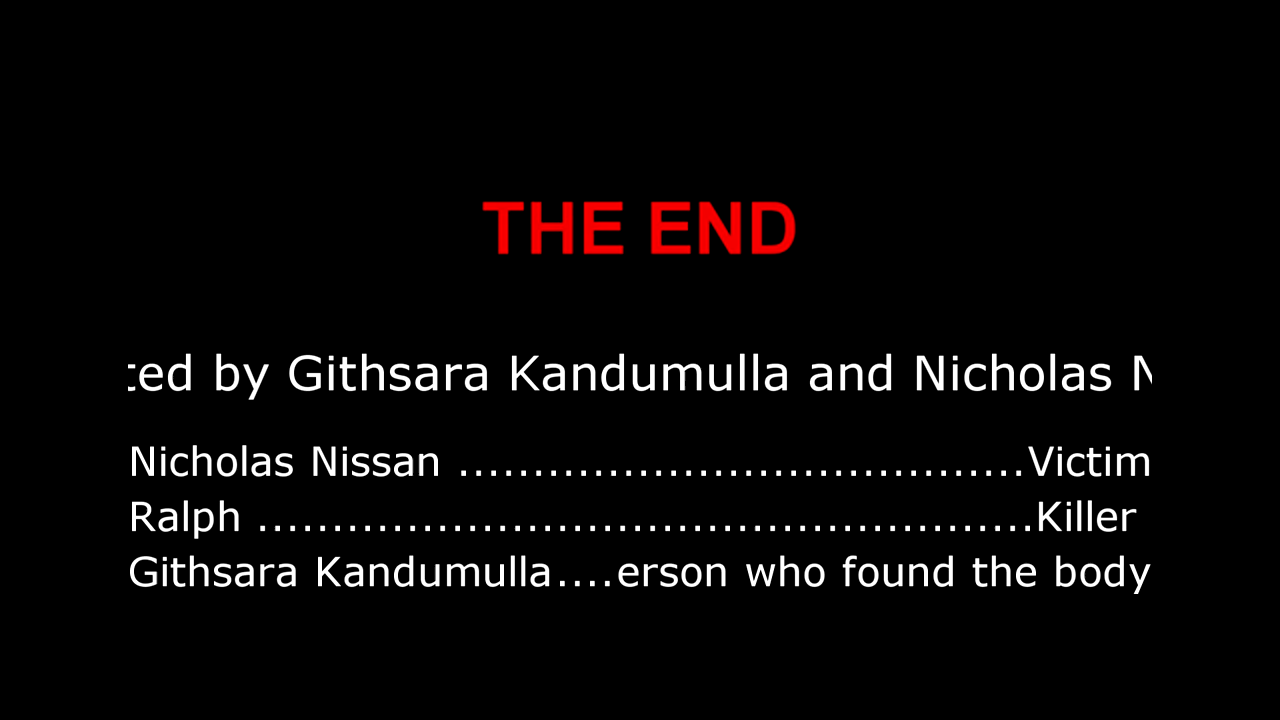 THE END
ted by Githsara Kandumulla and Nicholas N
Nicholas Nissan ......................................Victim
Ralph ....................................................Killer
Githsara Kandumulla....erson who found the body